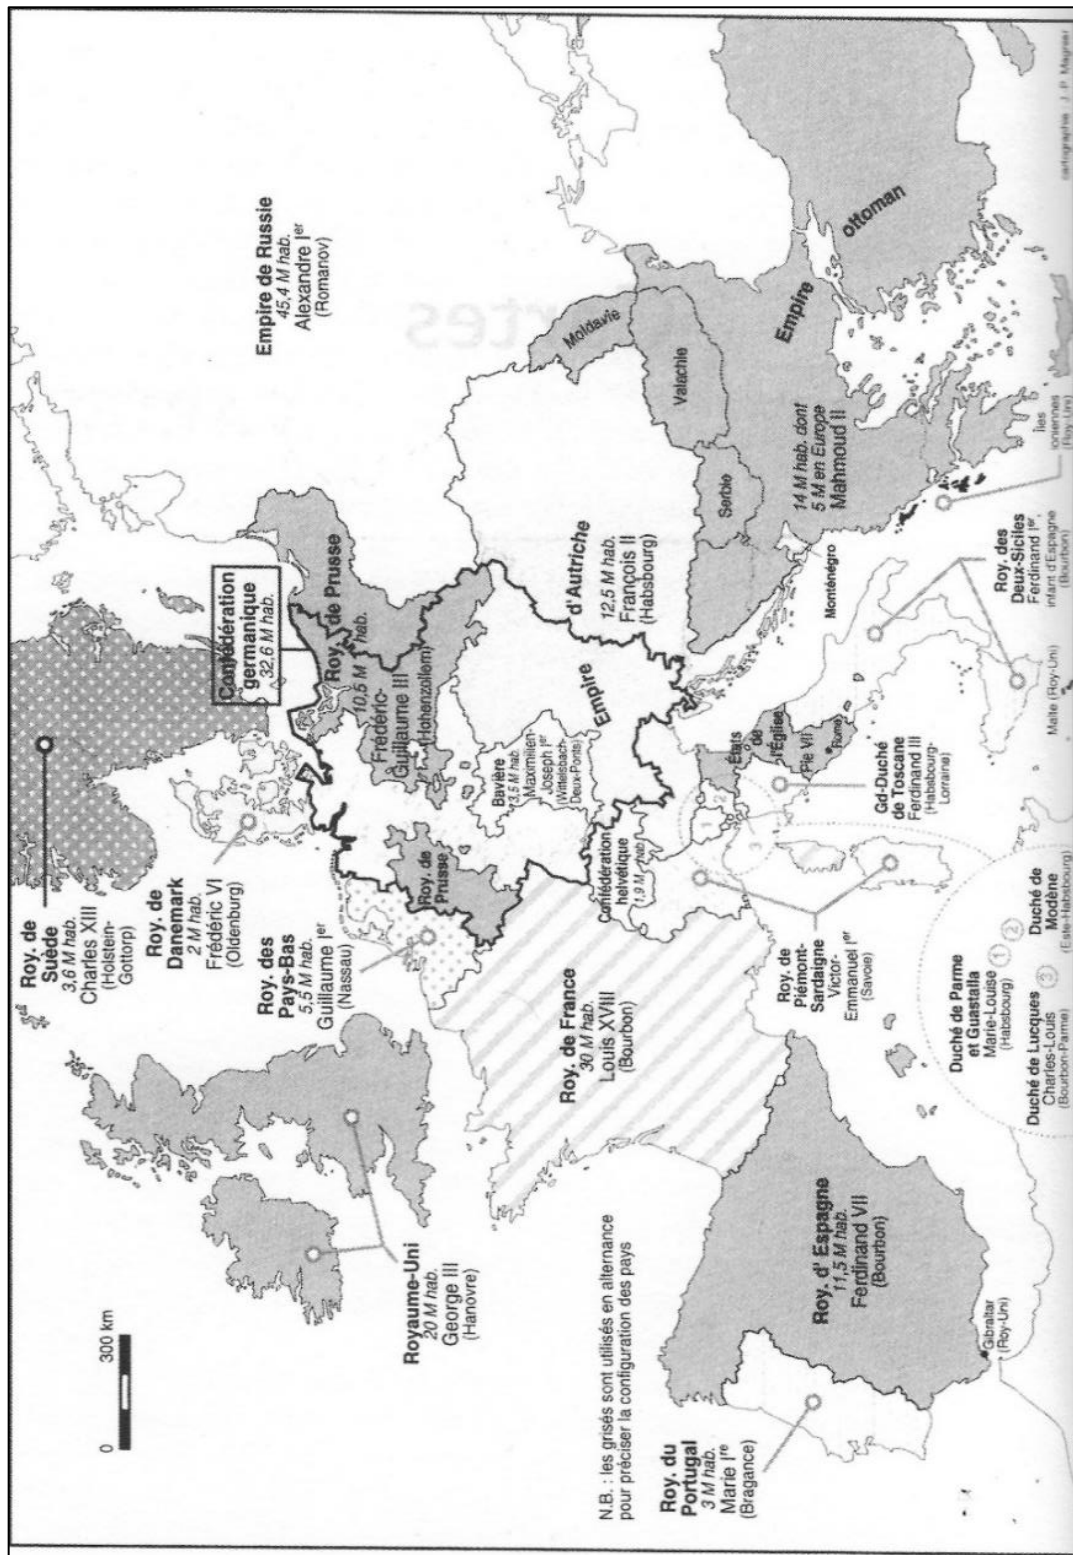 Roy. de
Suède
3,6 M hab.
Charles XIII
(Holstein-
Gottorp)
Roy. de
Danemark
2 M hab.
Frédéric VI
(Oldenburg)
Roy. des
Pays-Bas
5,5 M hab.
Guillaume Ier
(Nassau)
Royaume-Uni
20 M hab.
George III
(Hanovre)
0 300 km
Confédération
germanique
32,6 M hab.
Empire de Russie
45,4 M hab.
Alexandre Ier
(Romanov)
Roy. de Prusse
10,5 M hab.
Frédéric-
Guillaume III
(Hohenzollern)
Roy. de
Prusse
Bavière
3,5 M hab.
Maximilien-
Joseph Ier
(Wittelsbach-
Deux-Ponts)
Empire
d'Autriche
12,5 M hab.
François II
(Habsbourg)
Moldavie
Valachie
Serbie
Monténégro
Empire
ottoman
14 M hab. dont
5 M en Europe
Mahmoud II
Roy. de France
30 M hab.
Louis XVIII
(Bourbon)
Confédération
helvétique
1,9 M hab.
Roy. de
Piémont-
Sardaigne
Victor-
Emmanuel Ier
(Savoie)
Gd-Duché
de Toscane
Ferdinand III
(Habsbourg-
Lorraine)
États
de
l'Église
Pie VII
Rome
Roy. des
Deux-Siciles
Ferdinand Ier,
infant d'Espagne
(Bourbon)
Malte (Roy-Uni)
Îles
ioniennes
(Roy-Uni)
1
2
3
Duché de Parme
et Guastalla
Marie-Louise
(Habsbourg)
1
Duché de
Modène
(Este-Habsbourg)
2
Duché de Lucques
Charles-Louis
(Bourbon-Parme)
3
Roy. d'Espagne
11,5 M hab.
Ferdinand VII
(Bourbon)
Gibraltar
(Roy-Uni)
Roy. du
Portugal
3 M hab.
Marie Ire
(Bragance)
N.B. : les grisés sont utilisés en alternance
pour préciser la configuration des pays
cartographie : J. P. Magnier